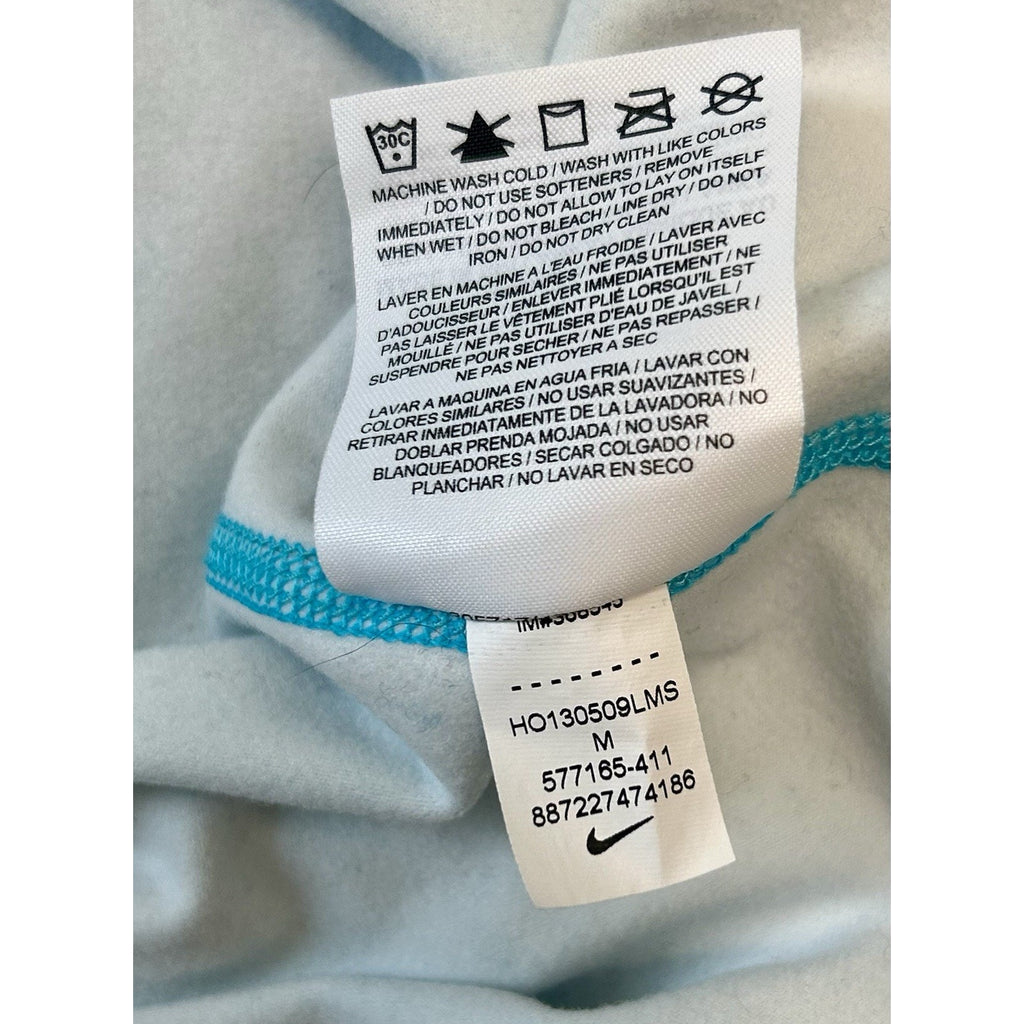 30C
MACHINE WASH COLD / WASH WITH LIKE COLORS
/ DO NOT USE SOFTENERS / REMOVE
IMMEDIATELY / DO NOT ALLOW TO LAY ON ITSELF
WHEN WET / DO NOT BLEACH / LINE DRY / DO NOT
IRON / DO NOT DRY CLEAN
LAVER EN MACHINE A L'EAU FROIDE / LAVER AVEC
COULEURS SIMILAIRES / NE PAS UTILISER
D'ADOUCISSEUR / ENLEVER IMMEDIATEMENT / NE
PAS LAISSER LE VÊTEMENT PLIÉ LORSQU'IL EST
MOUILLÉ / NE PAS UTILISER D'EAU DE JAVEL /
SUSPENDRE POUR SECHER / NE PAS REPASSER /
NE PAS NETTOYER A SEC
LAVAR A MAQUINA EN AGUA FRIA / LAVAR CON
COLORES SIMILARES / NO USAR SUAVIZANTES /
RETIRAR INMEDIATAMENTE DE LA LAVADORA / NO
DOBLAR PRENDA MOJADA / NO USAR
BLANQUEADORES / SECAR COLGADO / NO
PLANCHAR / NO LAVAR EN SECO
--------
HO130509LMS
M
577165-411
887227474186